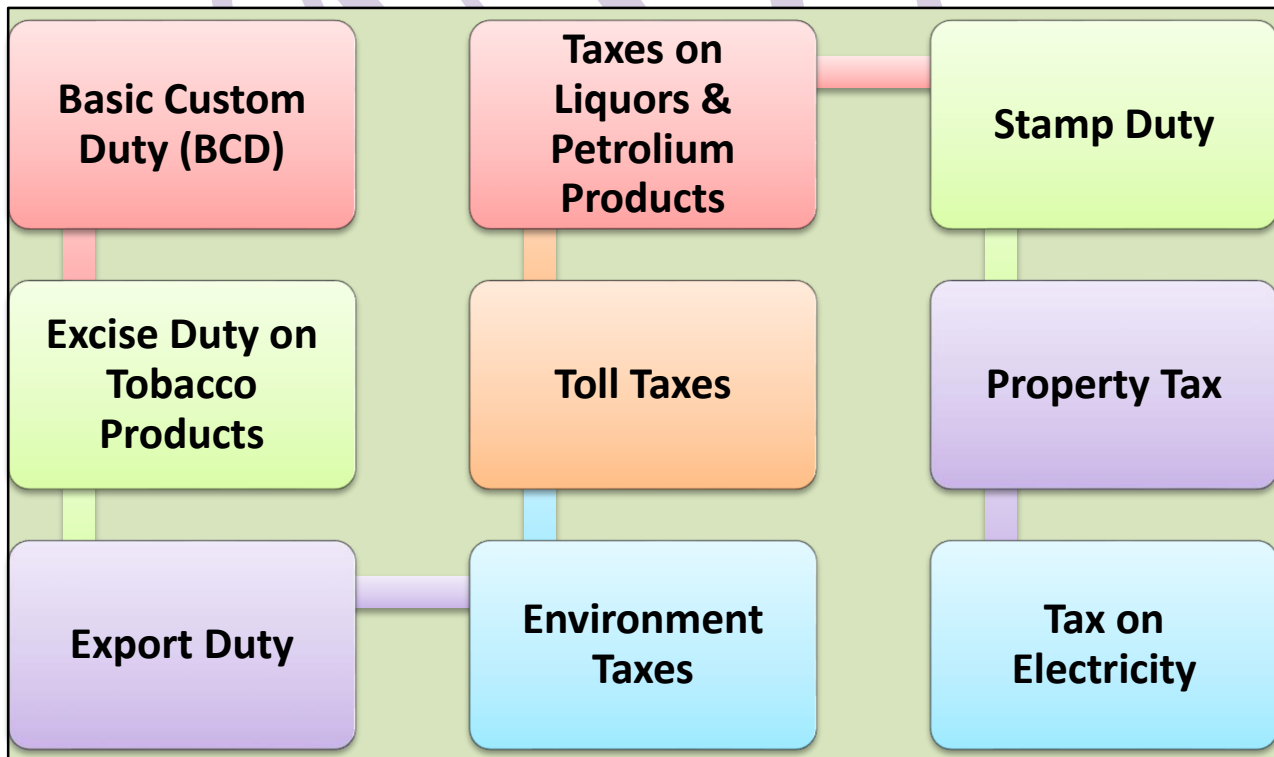 Basic Custom
Duty (BCD)
Excise Duty on
Tobacco
Products
Export Duty
Environment
Taxes
Toll Taxes
Taxes on
Liquors &
Petrolium
Products
Stamp Duty
Property Tax
Tax on
Electricity